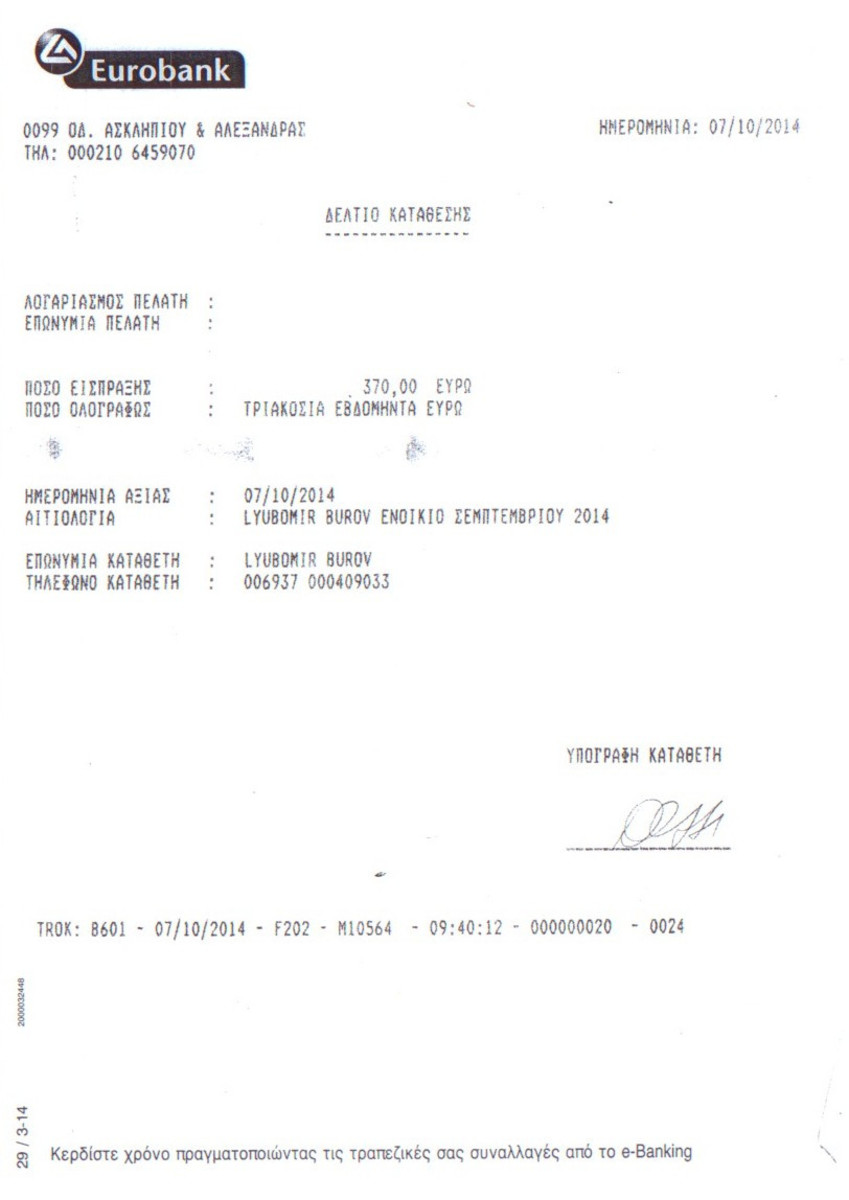 Eurobank
0099 ΟΔ. ΑΣΚΛΗΠΙΟΥ & ΑΛΕΞΑΝΔΡΑΣ
ΗΜΕΡΟΜΗΝΙΑ: 07/10/2014
ΤΗΛ: 000210 6459070
ΔΕΛΤΙΟ ΚΑΤΑΘΕΣΗΣ
ΛΟΓΑΡΙΑΣΜΟΣ ΠΕΛΑΤΗ :
ΕΠΩΝΥΜΙΑ ΠΕΛΑΤΗ :
ΠΟΣΟ ΕΙΣΠΡΑΞΗΣ : 370,00 ΕΥΡΩ
ΠΟΣΟ ΟΛΟΓΡΑΦΩΣ : ΤΡΙΑΚΟΣΙΑ ΕΒΔΟΜΗΝΤΑ ΕΥΡΩ
ΗΜΕΡΟΜΗΝΙΑ ΑΞΙΑΣ : 07/10/2014
ΑΙΤΙΟΛΟΓΙΑ : LYUBOMIR BUROV ΕΝΟΙΚΙΟ ΣΕΜΠΤΕΜΒΡΙΟΥ 2014
ΕΠΩΝΥΜΙΑ ΚΑΤΑΘΕΤΗ : LYUBOMIR BUROV
ΤΗΛΕΦΩΝΟ ΚΑΤΑΘΕΤΗ : 006937 000409033
ΥΠΟΓΡΑΦΗ ΚΑΤΑΘΕΤΗ
TROK: B601 - 07/10/2014 - F202 - M10564 - 09:40:12 - 000000020 - 0024
2000032448
29 / 3-14
Κερδίστε χρόνο πραγματοποιώντας τις τραπεζικές σας συναλλαγές από το e-Banking